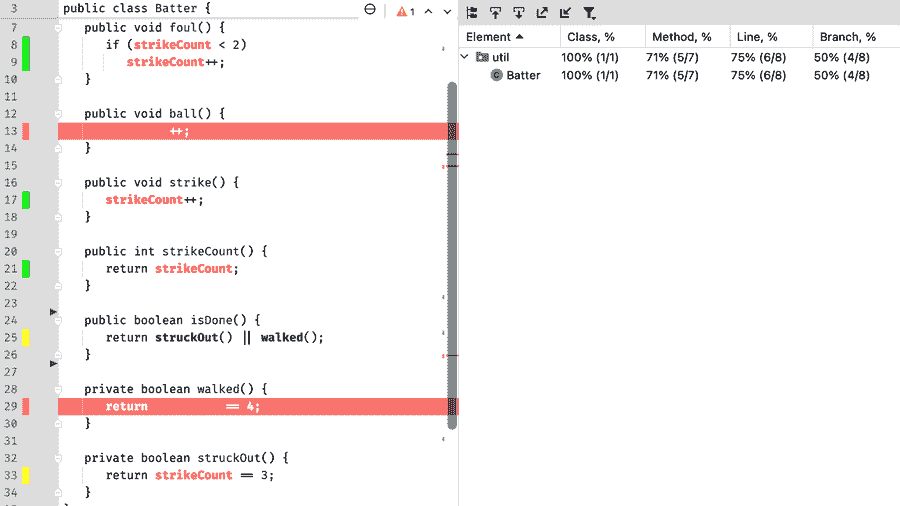 3 public class Batter {
1
7 public void foul() {
8 if (strikeCount < 2)
9 strikeCount++;
10 }
11
12 public void ball() {
13 ++;
14 }
15
16 public void strike() {
17 strikeCount++;
18 }
19
20 public int strikeCount() {
21 return strikeCount;
22 }
23
24 public boolean isDone() {
25 return struckOut() || walked();
26 }
27
28 private boolean walked() {
29 return == 4;
30 }
31
32 private boolean struckOut() {
33 return strikeCount == 3;
34 }
Element Class, % Method, % Line, % Branch, %
util 100% (1/1) 71% (5/7) 75% (6/8) 50% (4/8)
C Batter 100% (1/1) 71% (5/7) 75% (6/8) 50% (4/8)